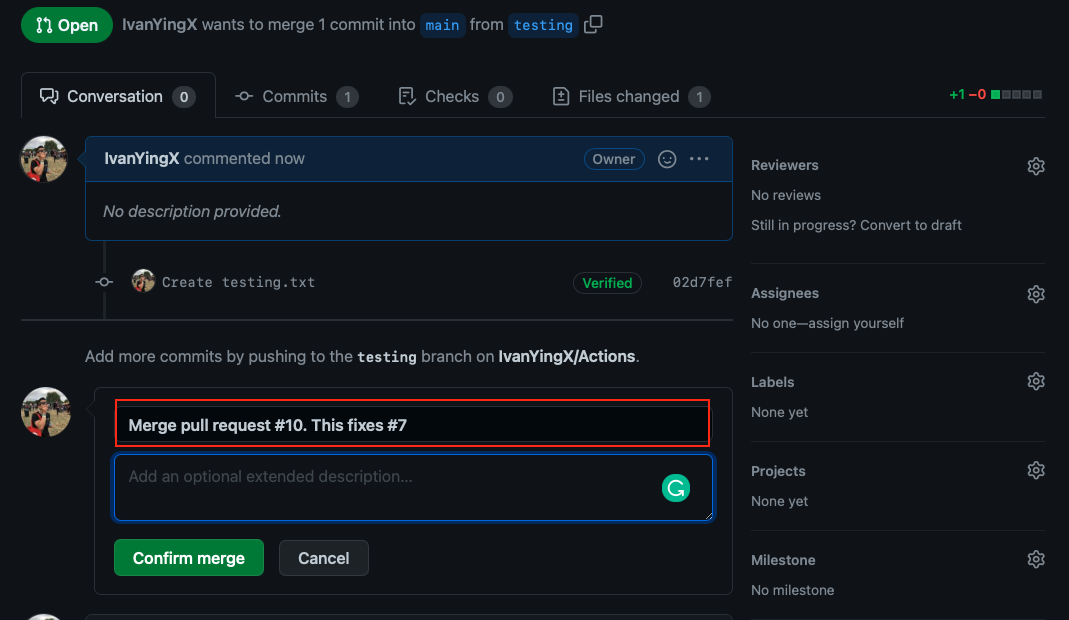 Open IvanYingX wants to merge 1 commit into main from testing
Conversation 0 Commits 1 Checks 0 Files changed 1 +1 −0
IvanYingX commented now Owner
No description provided.
Create testing.txt Verified 02d7fef
Add more commits by pushing to the testing branch on IvanYingX/Actions.
Merge pull request #10. This fixes #7
Add an optional extended description...
Confirm merge Cancel
Reviewers
No reviews
Still in progress? Convert to draft
Assignees
No one—assign yourself
Labels
None yet
Projects
None yet
Milestone
No milestone